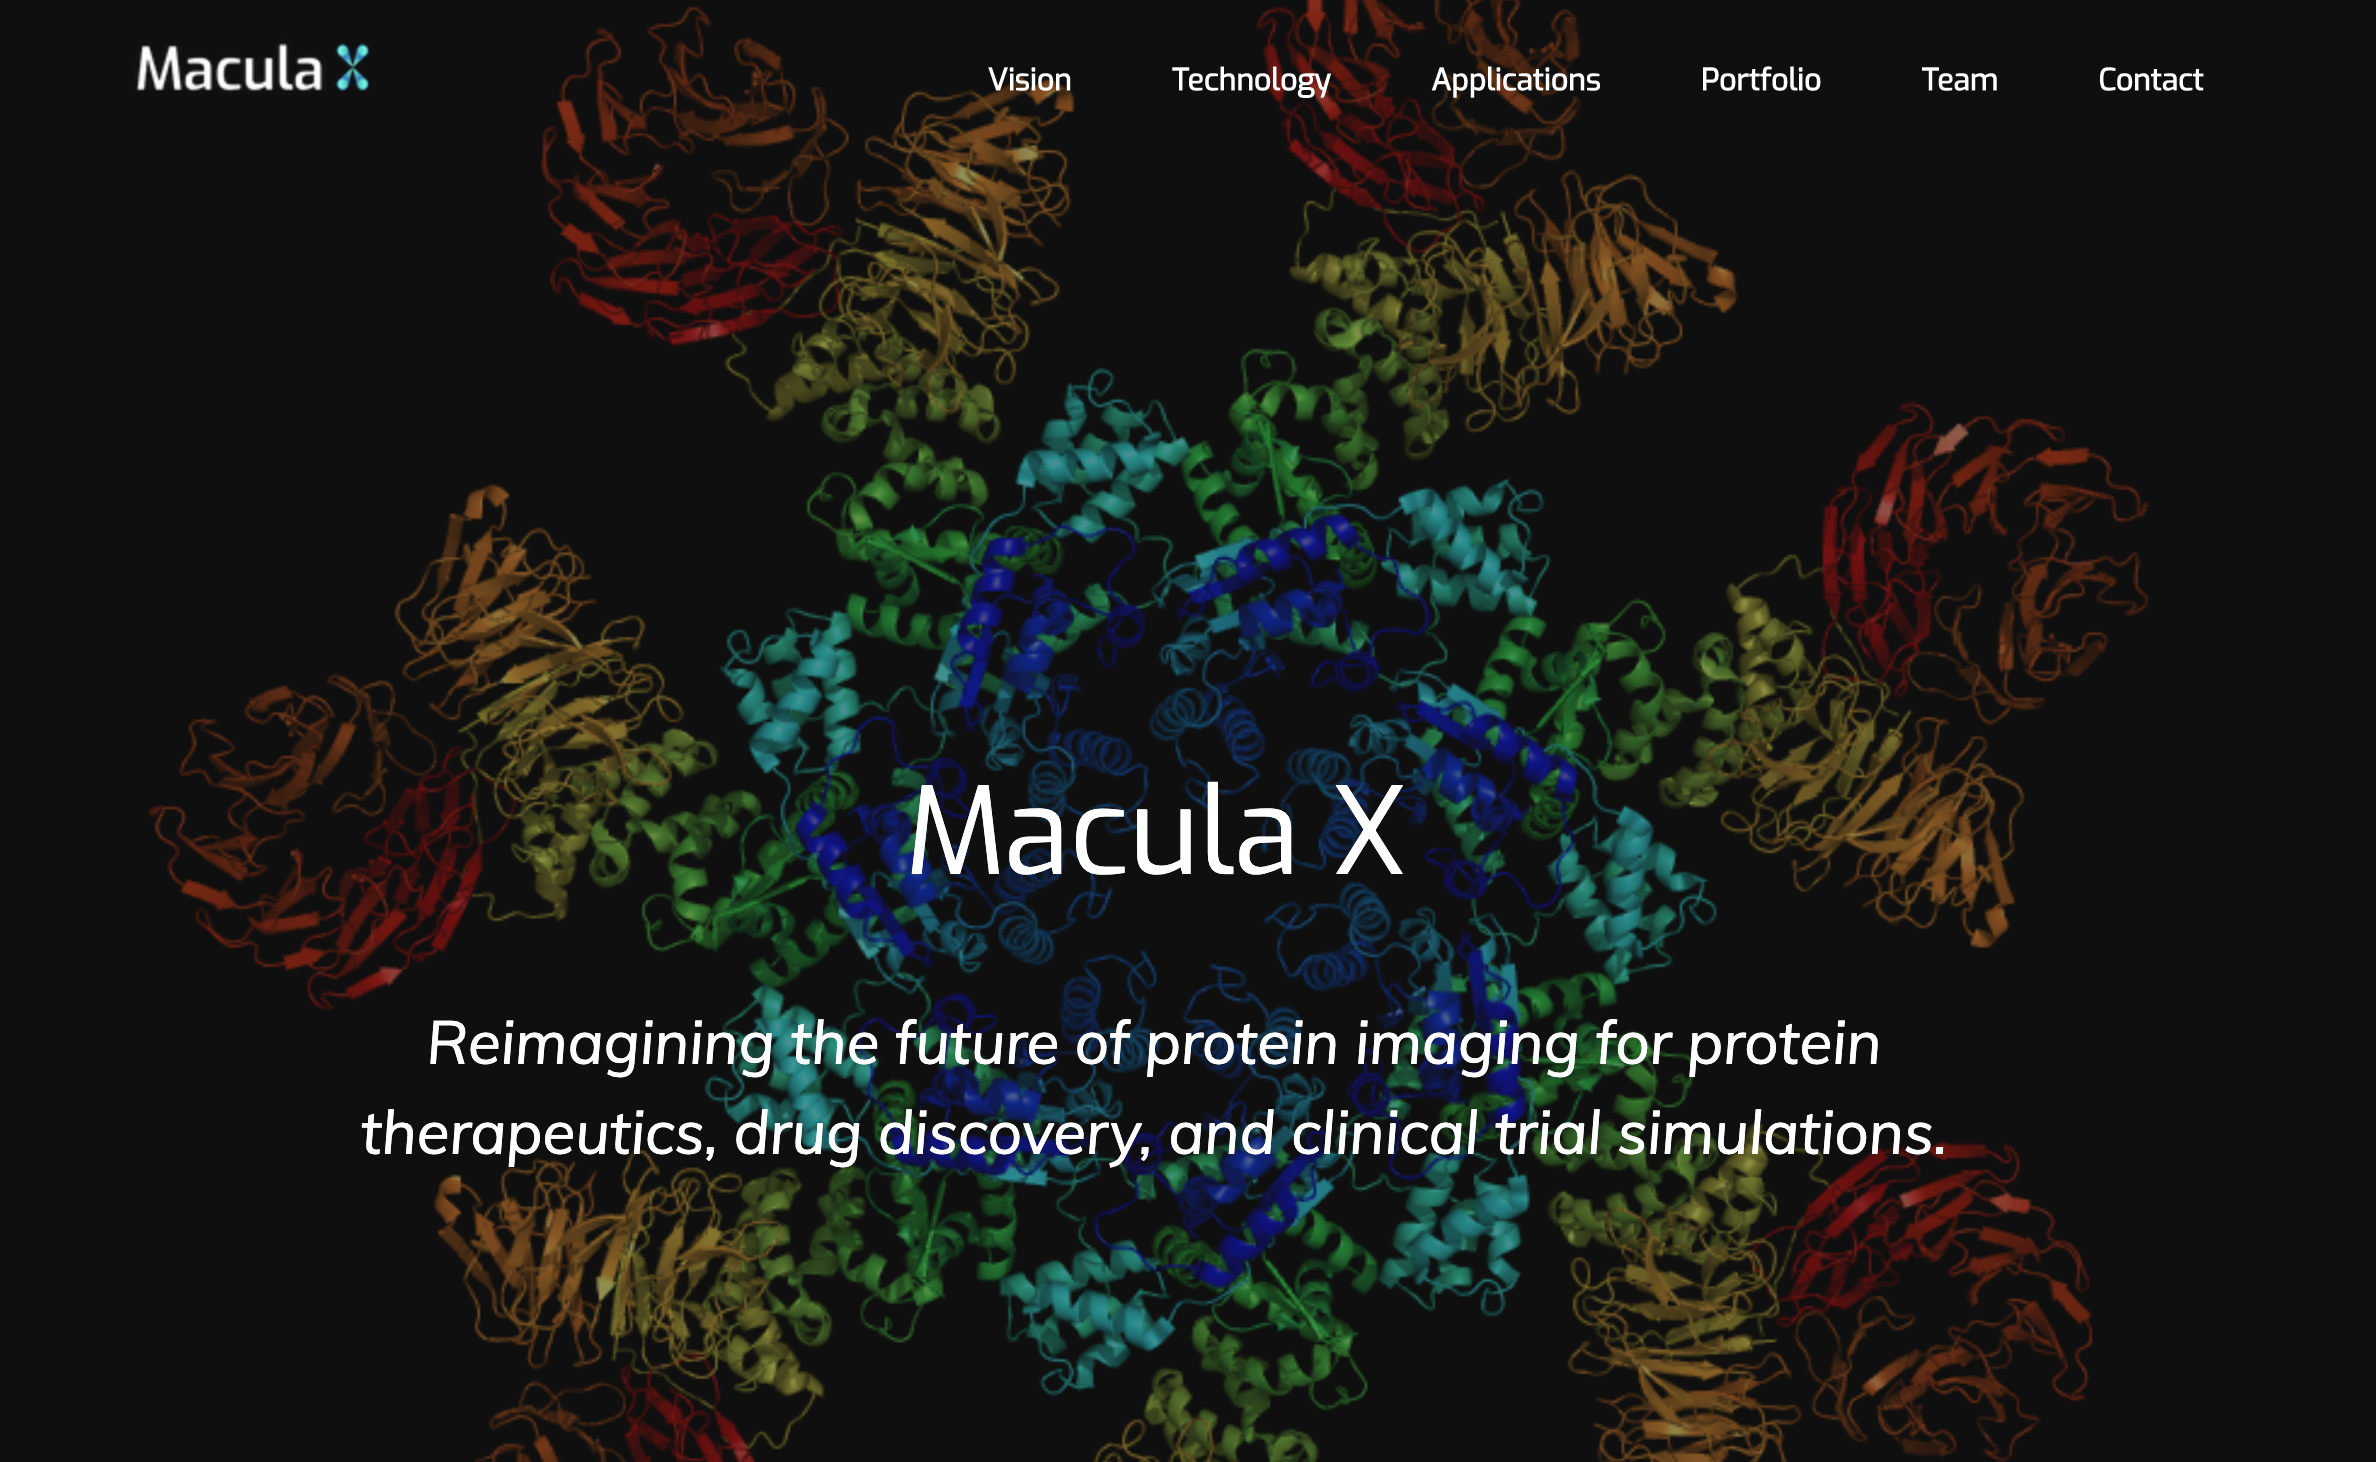 Macula X
Vision Technology Applications Portfolio Team Contact
Macula X
Reimagining the future of protein imaging for protein
therapeutics, drug discovery, and clinical trial simulations.